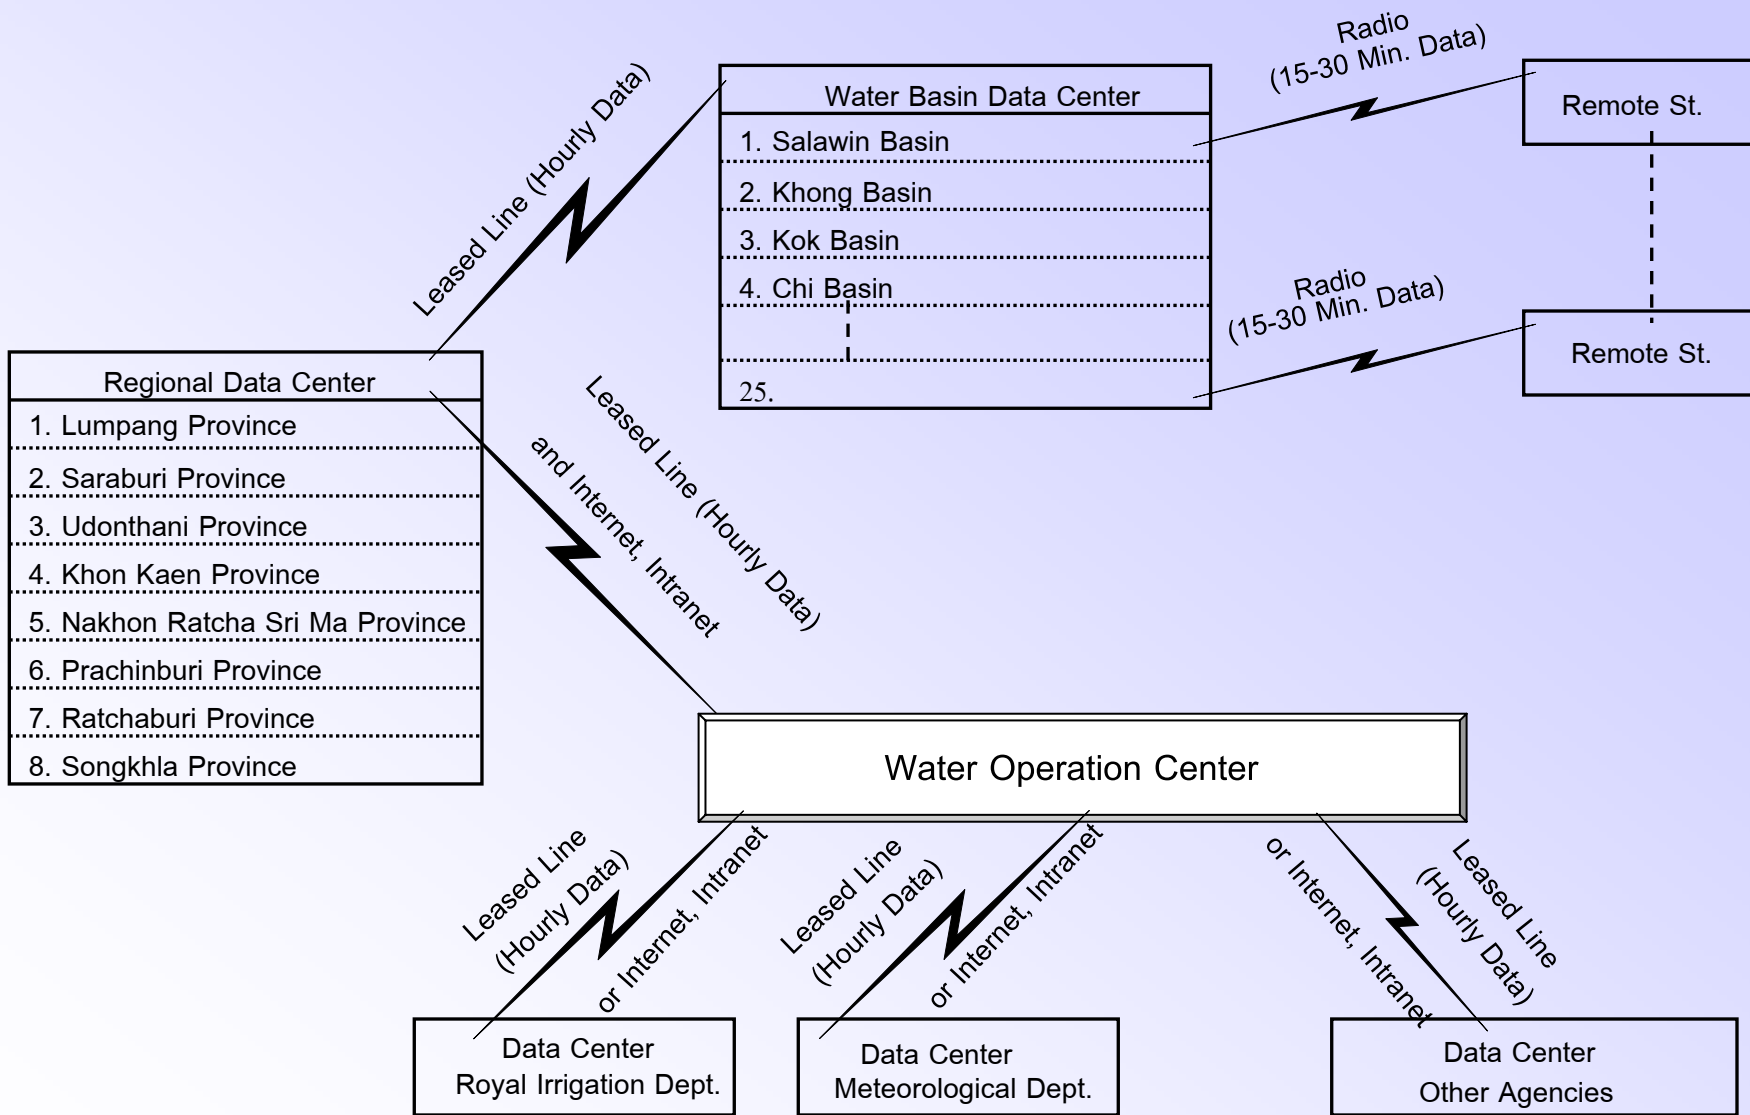 Radio
(15-30 Min. Data)
Water Basin Data Center
1. Salawin Basin
2. Khong Basin
3. Kok Basin
4. Chi Basin
25.
Remote St.
Radio
(15-30 Min. Data)
Remote St.
Leased Line (Hourly Data)
Regional Data Center
1. Lumpang Province
2. Saraburi Province
3. Udonthani Province
4. Khon Kaen Province
5. Nakhon Ratcha Sri Ma Province
6. Prachinburi Province
7. Ratchaburi Province
8. Songkhla Province
Leased Line (Hourly Data)
and Internet, Intranet
Water Operation Center
Leased Line
(Hourly Data)
or Internet, Intranet
Leased Line
(Hourly Data)
or Internet, Intranet
Leased Line
(Hourly Data)
or Internet, Intranet
Data Center
Royal Irrigation Dept.
Data Center
Meteorological Dept.
Data Center
Other Agencies